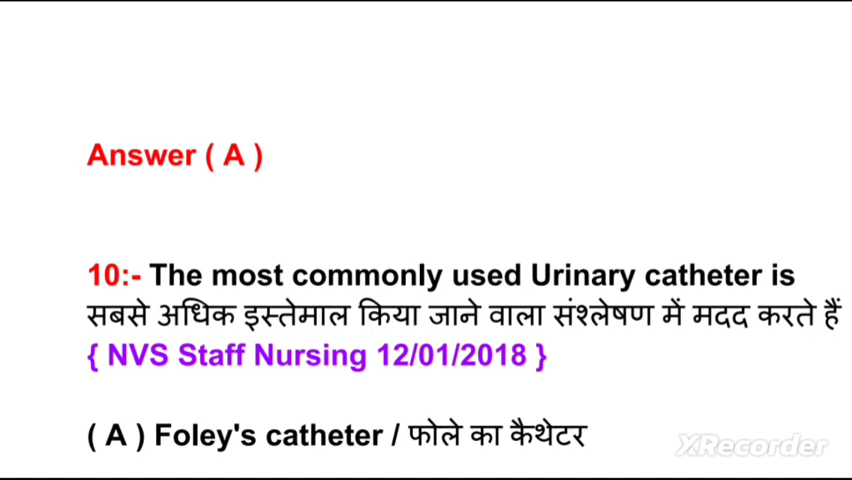 Answer ( A )
10:- The most commonly used Urinary catheter is
सबसे अधिक इस्तेमाल किया जाने वाला संश्लेषण में मदद करते हैं
{ NVS Staff Nursing 12/01/2018 }
( A ) Foley's catheter / फोले का कैथेटर
XRecorder